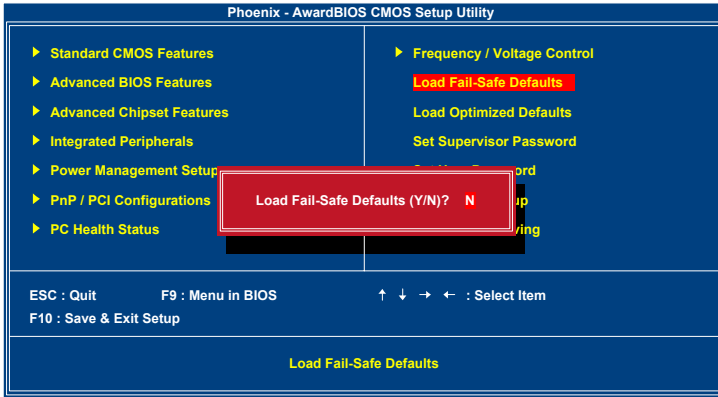 Phoenix - AwardBIOS CMOS Setup Utility
Standard CMOS Features
Advanced BIOS Features
Advanced Chipset Features
Integrated Peripherals
Power Management Setup
PnP / PCI Configurations
PC Health Status
Frequency / Voltage Control
Load Fail-Safe Defaults
Load Optimized Defaults
Set Supervisor Password
Load Fail-Safe Defaults (Y/N)? N
ESC : Quit F9 : Menu in BIOS ↑ ↓ → ← : Select Item
F10 : Save & Exit Setup
Load Fail-Safe Defaults